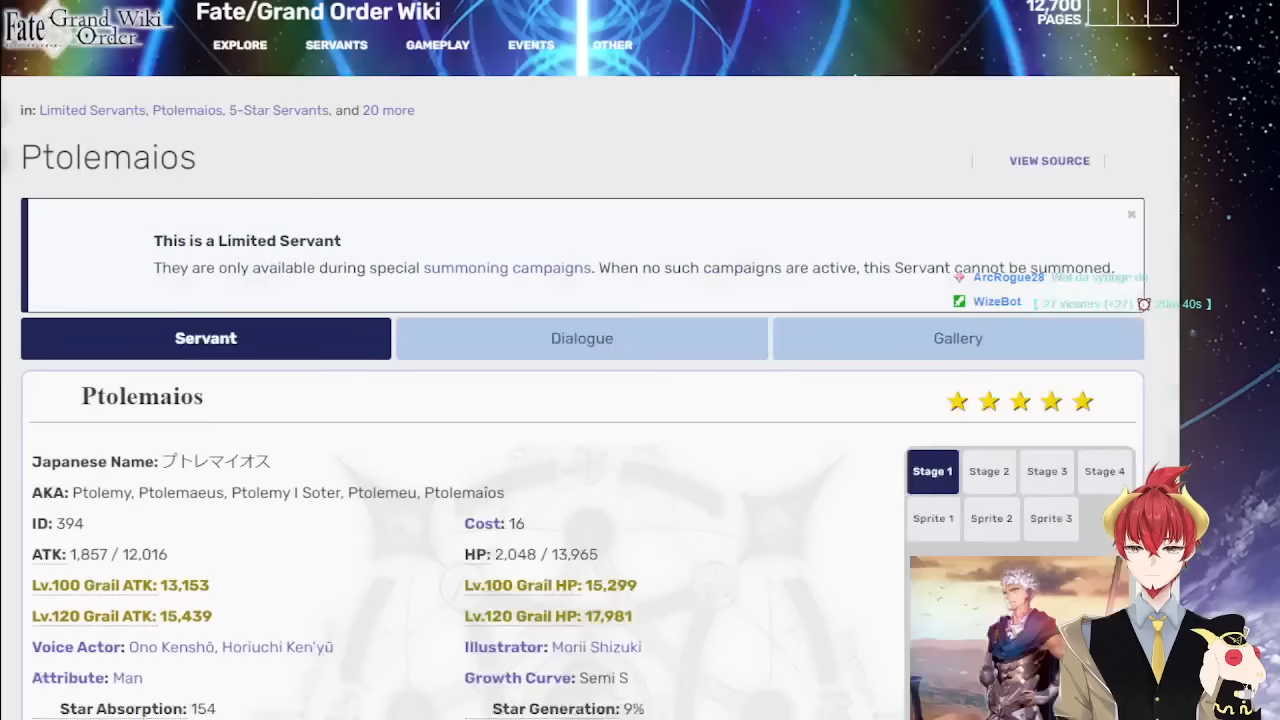 Fate Grand Wiki
Order
Fate/Grand Order Wiki
12,700
PAGES
EXPLORE SERVANTS GAMEPLAY EVENTS OTHER
in: Limited Servants, Ptolemaios, 5-Star Servants, and 20 more
Ptolemaios
VIEW SOURCE
This is a Limited Servant
They are only available during special summoning campaigns. When no such campaigns are active, this Servant cannot be summoned.
ArcRogue28
WizeBot [ 27 viewers (+27) 40s ]
Servant Dialogue Gallery
Ptolemaios
Japanese Name: プトレマイオス
AKA: Ptolemy, Ptolemaeus, Ptolemy I Soter, Ptolemeu, Ptolemaios
ID: 394 Cost: 16
ATK: 1,857 / 12,016 HP: 2,048 / 13,965
Lv.100 Grail ATK: 13,153 Lv.100 Grail HP: 15,299
Lv.120 Grail ATK: 15,439 Lv.120 Grail HP: 17,981
Voice Actor: Ono Kenshō, Horiuchi Ken'yū Illustrator: Morii Shizuki
Attribute: Man Growth Curve: Semi S
Star Absorption: 154 Star Generation: 9%
Stage 1 Stage 2 Stage 3 Stage 4
Sprite 1 Sprite 2 Sprite 3